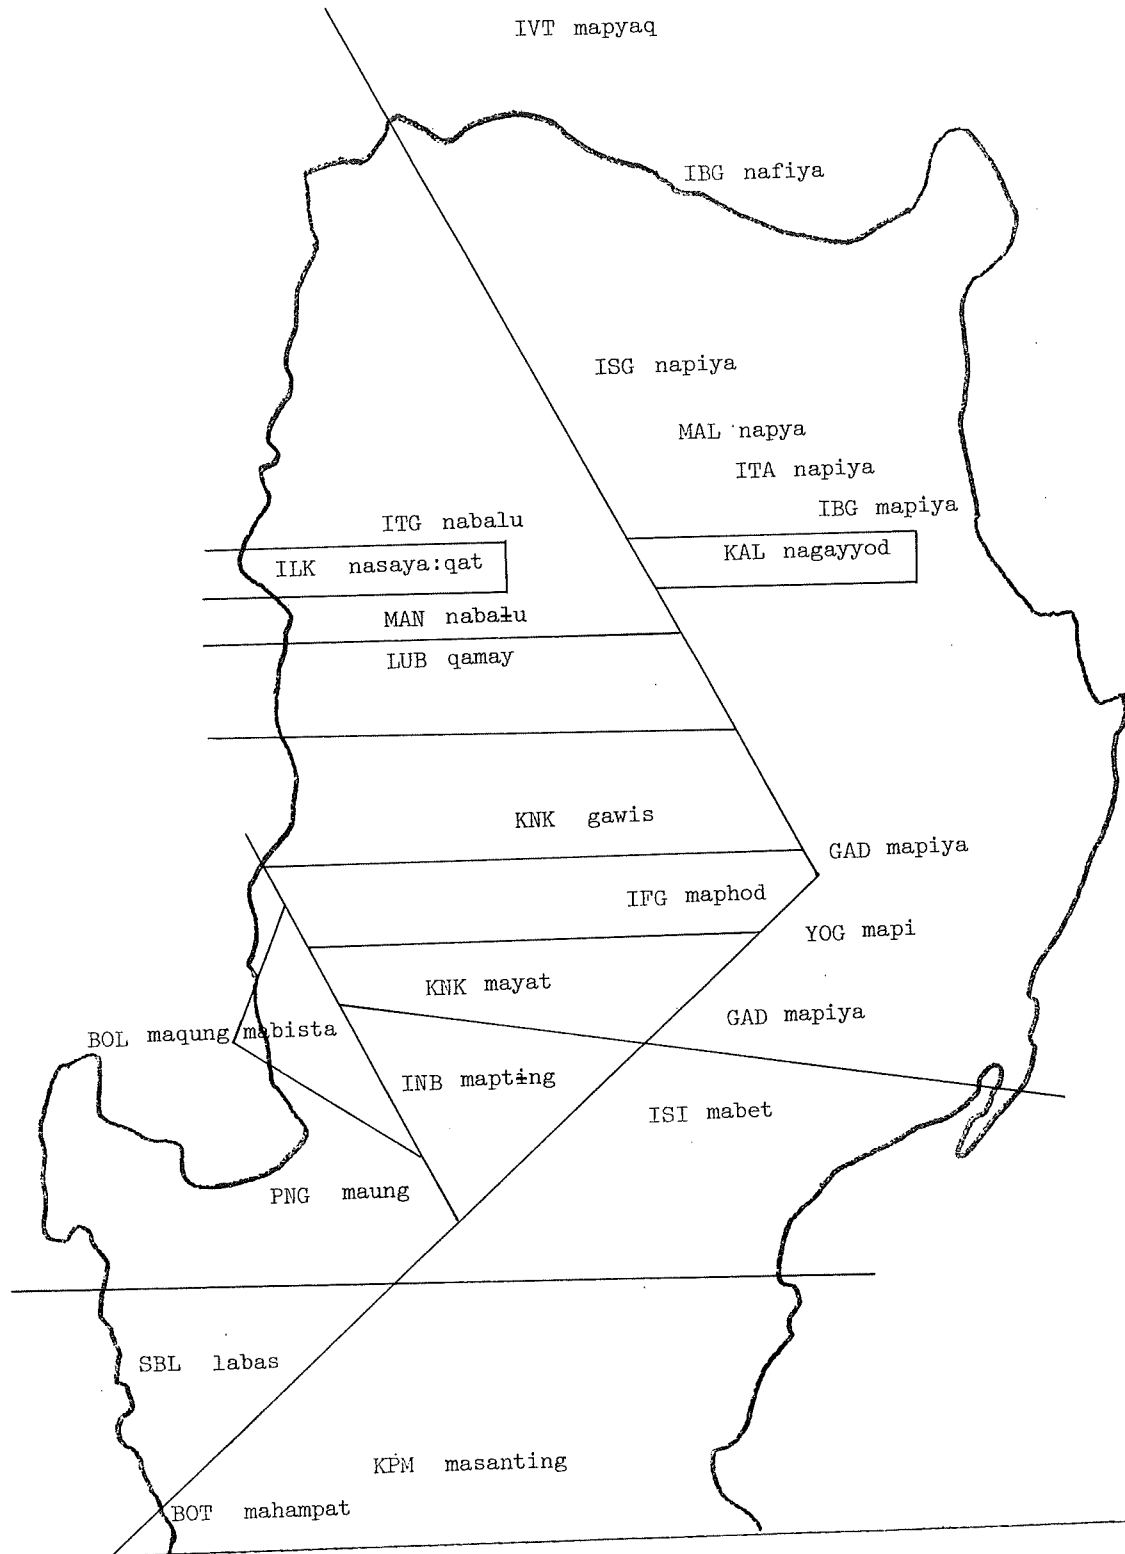 IVT mapyaq
IBG nafiya
ISG napiya
MAL napya
ITA napiya
IBG mapiya
ITG nabalu
KAL nagayyod
ILK nasaya:qat
MAN nabaɫu
LUB qamay
KNK gawis
GAD mapiya
IFG maphod
YOG mapi
KNK mayat
GAD mapiya
BOL maqung mabista
INB maptɨng
ISI mabet
PNG maung
SBL labas
KPM masanting
BOT mahampat